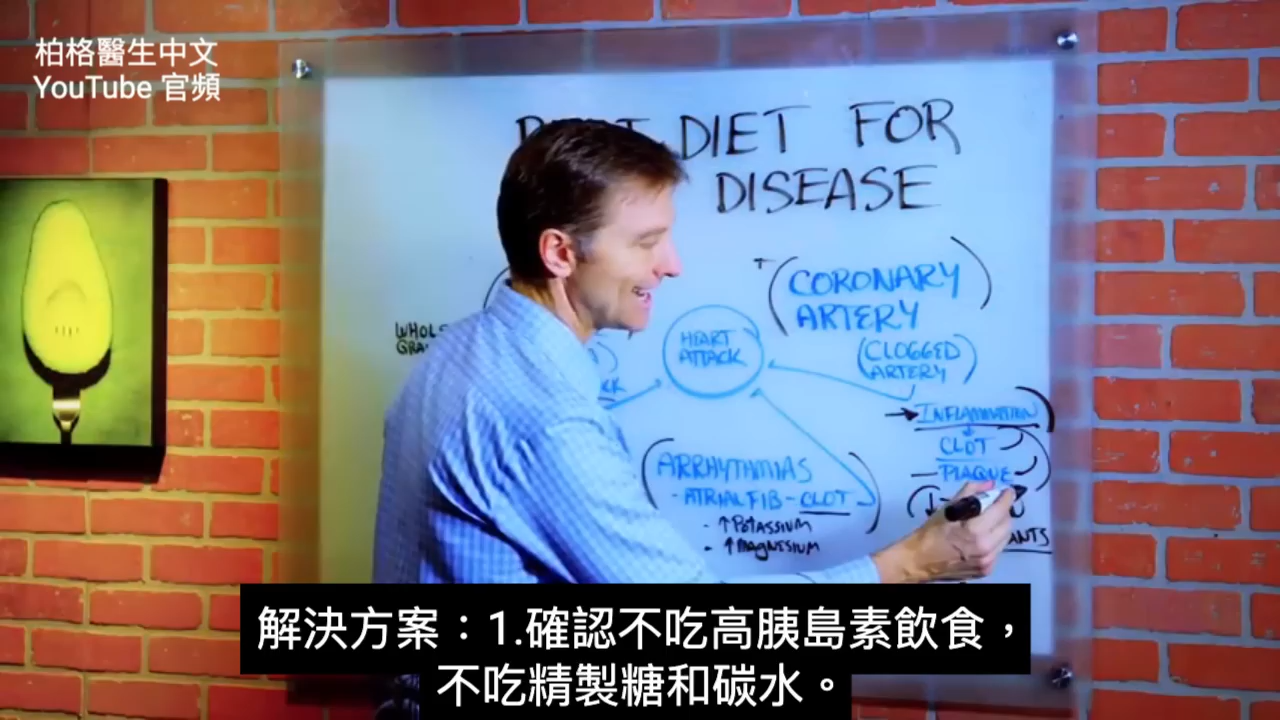 柏格醫生中文
YouTube 官頻
DIET FOR
DISEASE
(CORONARY
ARTERY)
HEART
ATTACK
(CLOGGED
ARTERY)
→ INFLAMMATION)
CLOT
PLAQUE
(ARRHYTHMIAS
- ATRIAL FIB - CLOT)
- ↑ POTASSIUM
- ↑ MAGNESIUM
解決方案：1.確認不吃高胰島素飲食，
不吃精製糖和碳水。